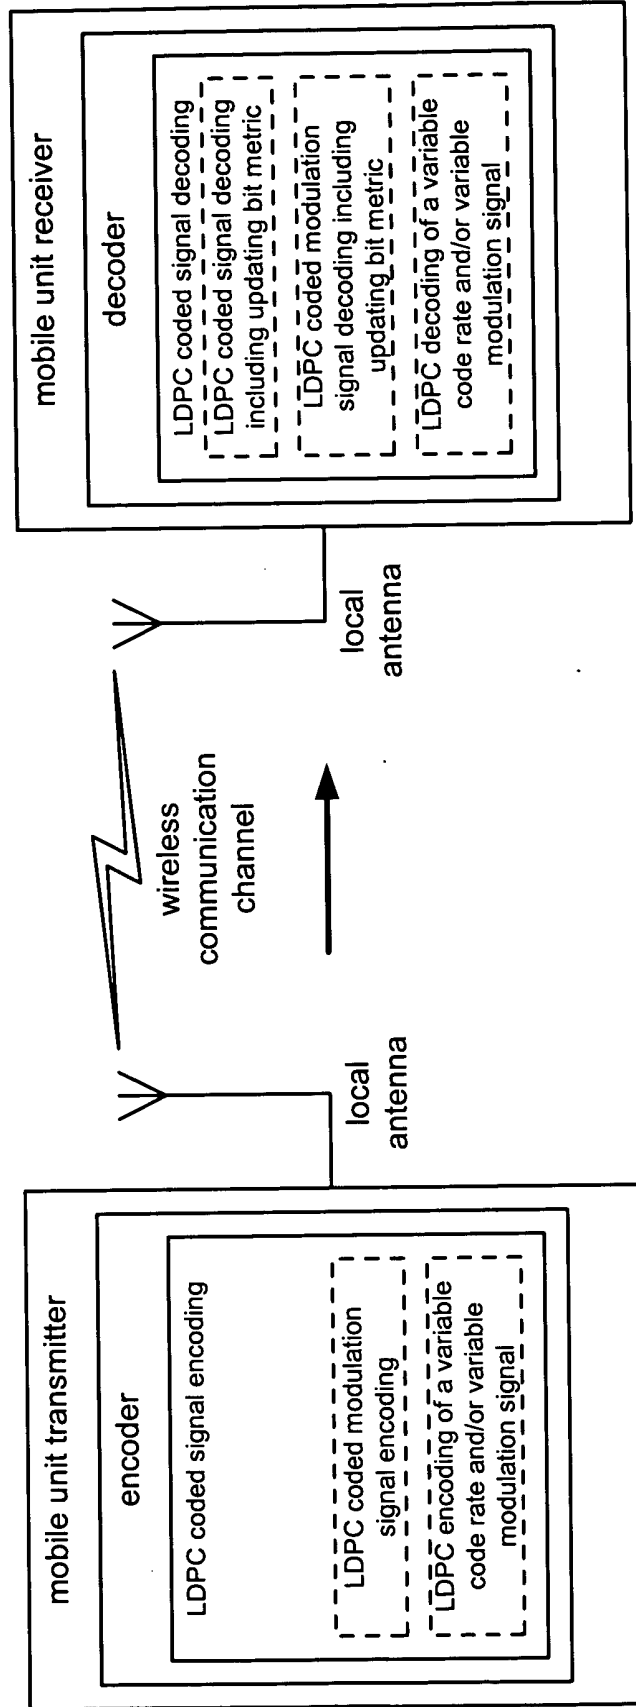 mobile unit transmitter
encoder
LDPC coded signal encoding
LDPC coded modulation
signal encoding
LDPC encoding of a variable
code rate and/or variable
modulation signal
local
antenna
wireless
communication
channel
local
antenna
mobile unit receiver
decoder
LDPC coded signal decoding
LDPC coded signal decoding
including updating bit metric
LDPC coded modulation
signal decoding including
updating bit metric
LDPC decoding of a variable
code rate and/or variable
modulation signal